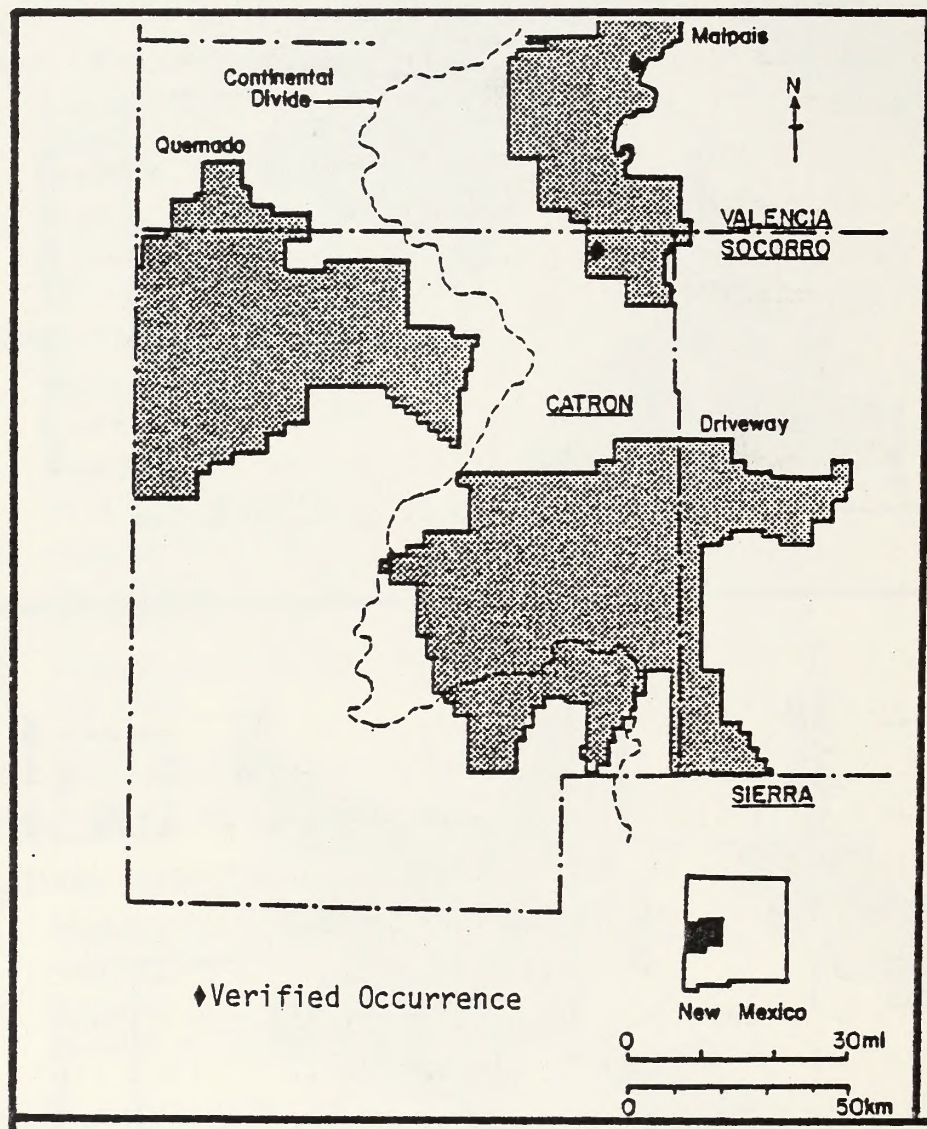 Malpais
Continental
Divide
N
Quemado
VALENCIA
SOCORRO
CATRON
Driveway
SIERRA
♦Verified Occurrence
New Mexico
0 30mi
0 50km